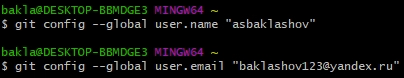 bakla@DESKTOP-BBMDGE3 MINGW64 ~
$ git config --global user.name "asbaklashov"
bakla@DESKTOP-BBMDGE3 MINGW64 ~
$ git config --global user.email "baklashov123@yandex.ru"